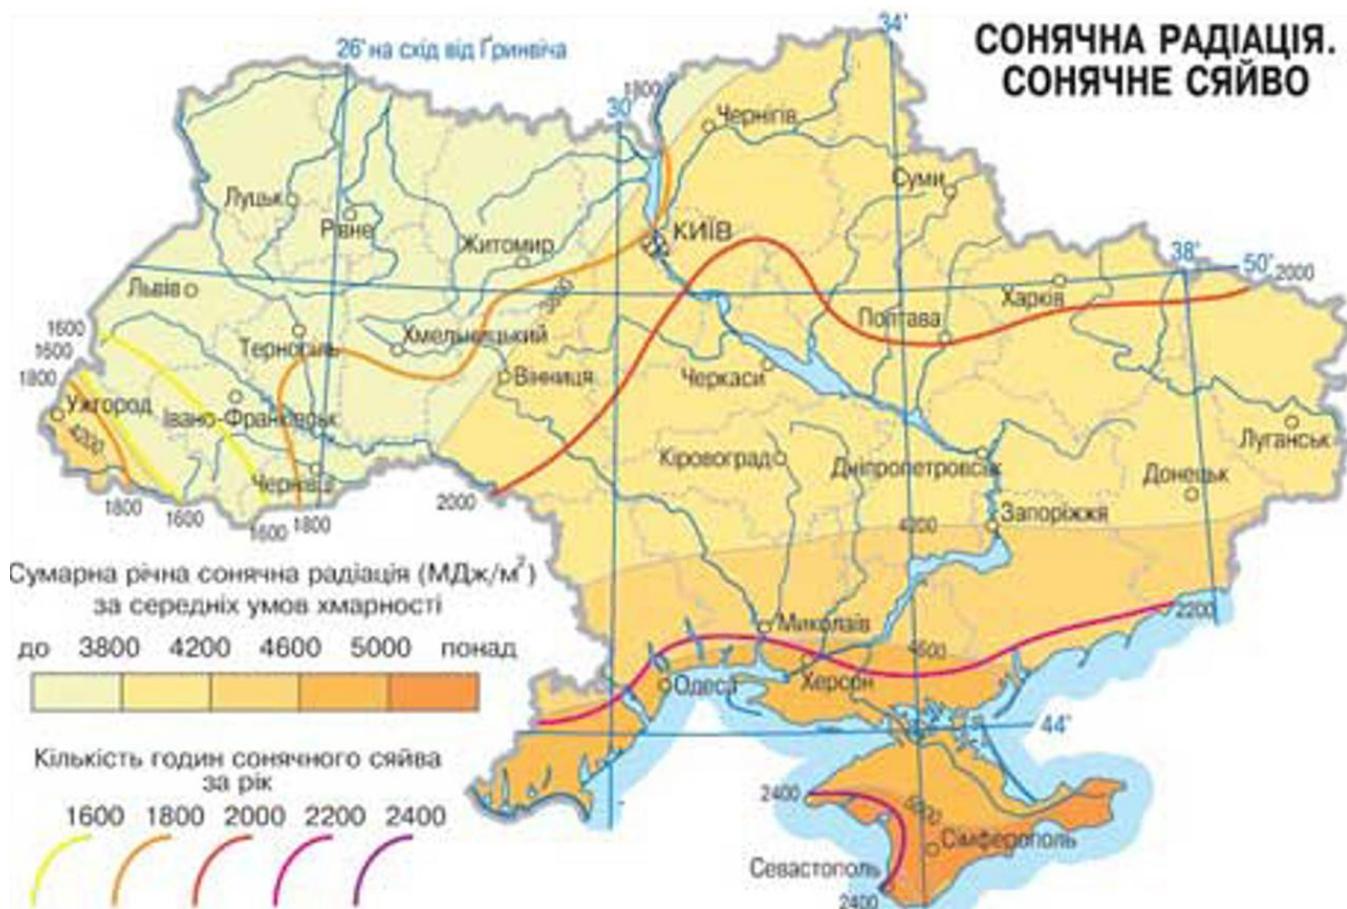 СОНЯЧНА РАДІАЦІЯ.
СОНЯЧНЕ СЯЙВО
26° на схід від Ґринвіча
30°
34°
38°
50°
44°
1800
Чернігів
Суми
Луцьк
Рівне
Житомир
КИЇВ
Львів
Харків
2000
Полтава
Хмельницький
Тернопіль
3800
1600
1600
1800
Вінниця
Черкаси
Ужгород
Івано-Франківськ
4200
Луганськ
Кіровоград
Дніпропетровськ
Донецьк
Чернівці
2000
1800
1600
1600
1800
4200
Запоріжжя
Сумарна річна сонячна радіація (МДж/м²)
за середніх умов хмарності
до 3800 4200 4600 5000 понад
Миколаїв
2200
4600
Одеса
Херсон
Кількість годин сонячного сяйва
за рік
1600 1800 2000 2200 2400
2400
Сімферополь
Севастополь
2400